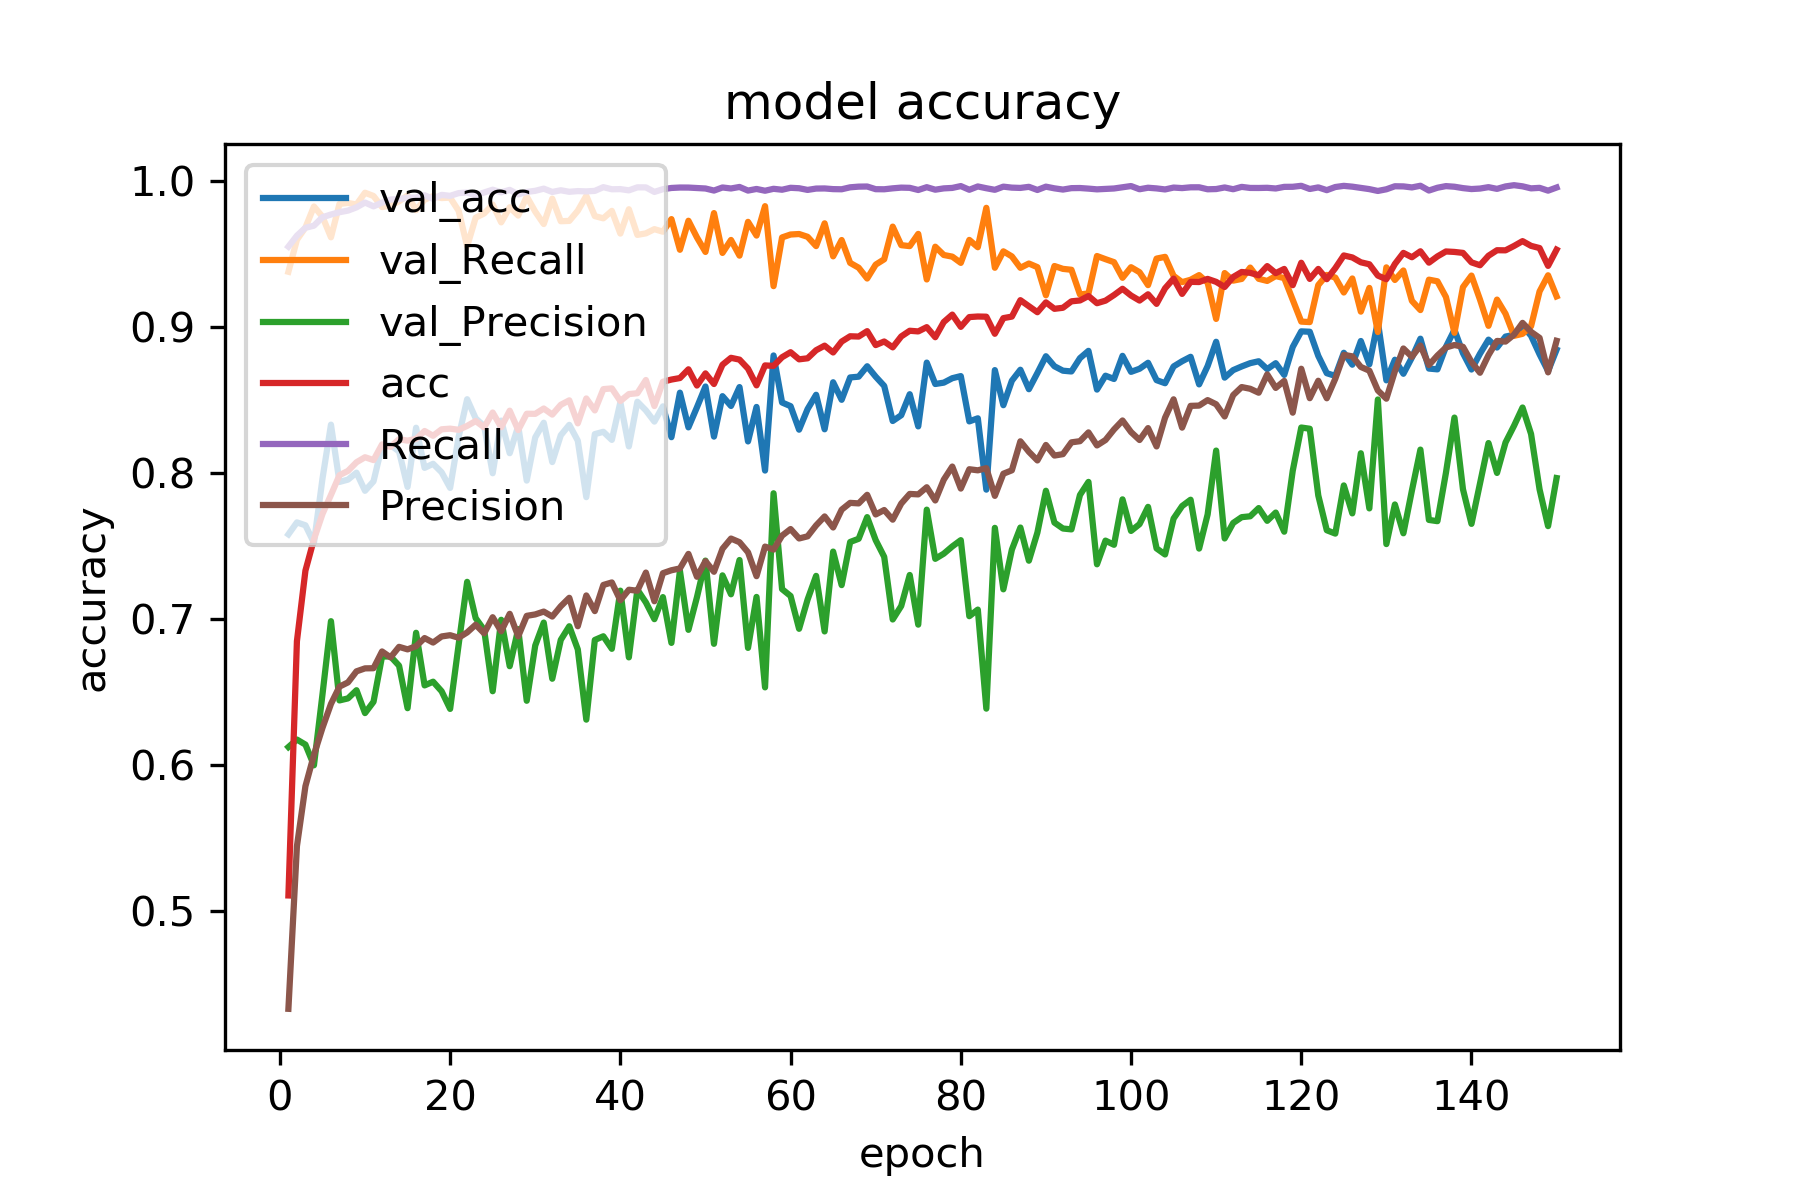 model accuracy
val_acc
val_Recall
val_Precision
acc
Recall
Precision
accuracy
1.0
0.9
0.8
0.7
0.6
0.5
0 20 40 60 80 100 120 140
epoch